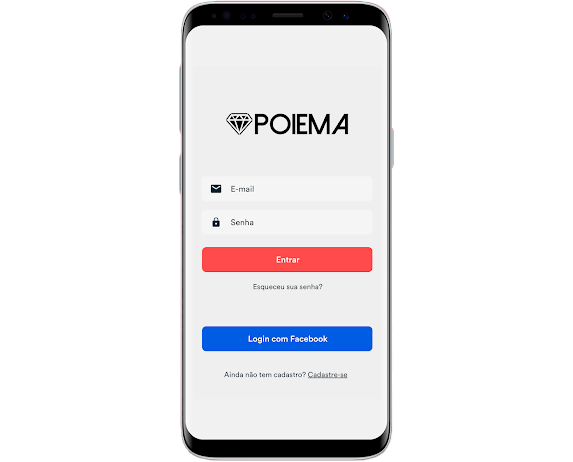 POIEMA
E-mail
Senha
Entrar
Esqueceu sua senha?
Login com Facebook
Ainda não tem cadastro? Cadastre-se